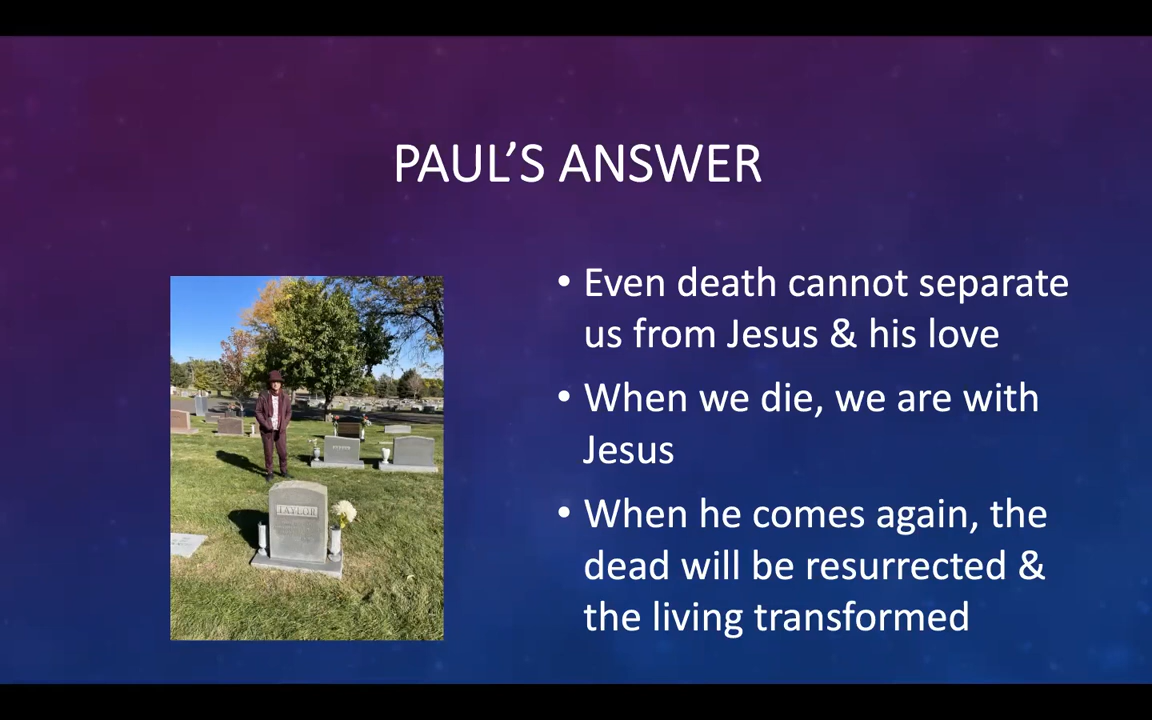 PAUL’S ANSWER
• Even death cannot separate
us from Jesus & his love
• When we die, we are with
Jesus
• When he comes again, the
dead will be resurrected &
the living transformed
TAYLOR